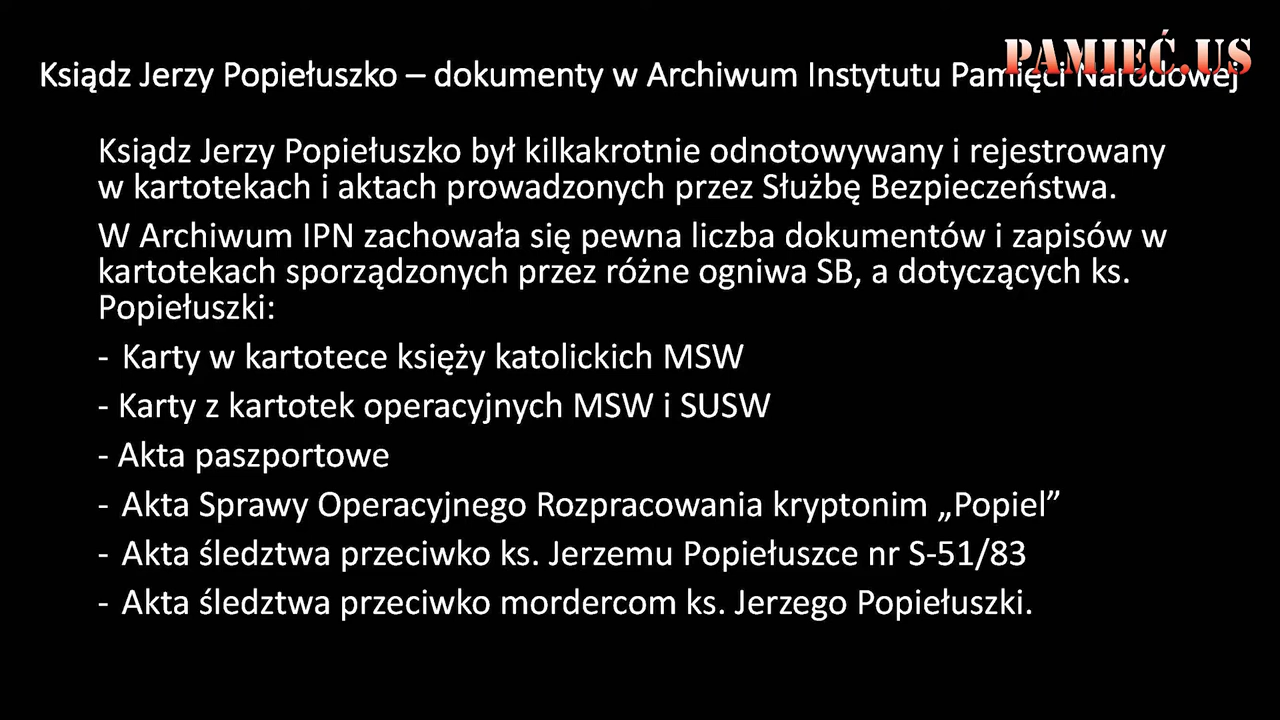 PAMIĘĆ.US
Ksiądz Jerzy Popiełuszko – dokumenty w Archiwum Instytutu Pamięci Narodowej
Ksiądz Jerzy Popiełuszko był kilkakrotnie odnotowywany i rejestrowany
w kartotekach i aktach prowadzonych przez Służbę Bezpieczeństwa.
W Archiwum IPN zachowała się pewna liczba dokumentów i zapisów w
kartotekach sporządzonych przez różne ogniwa SB, a dotyczących ks.
Popiełuszki:
- Karty w kartotece księży katolickich MSW
- Karty z kartotek operacyjnych MSW i SUSW
- Akta paszportowe
- Akta Sprawy Operacyjnego Rozpracowania kryptonim „Popiel”
- Akta śledztwa przeciwko ks. Jerzemu Popiełuszce nr S-51/83
- Akta śledztwa przeciwko mordercom ks. Jerzego Popiełuszki.